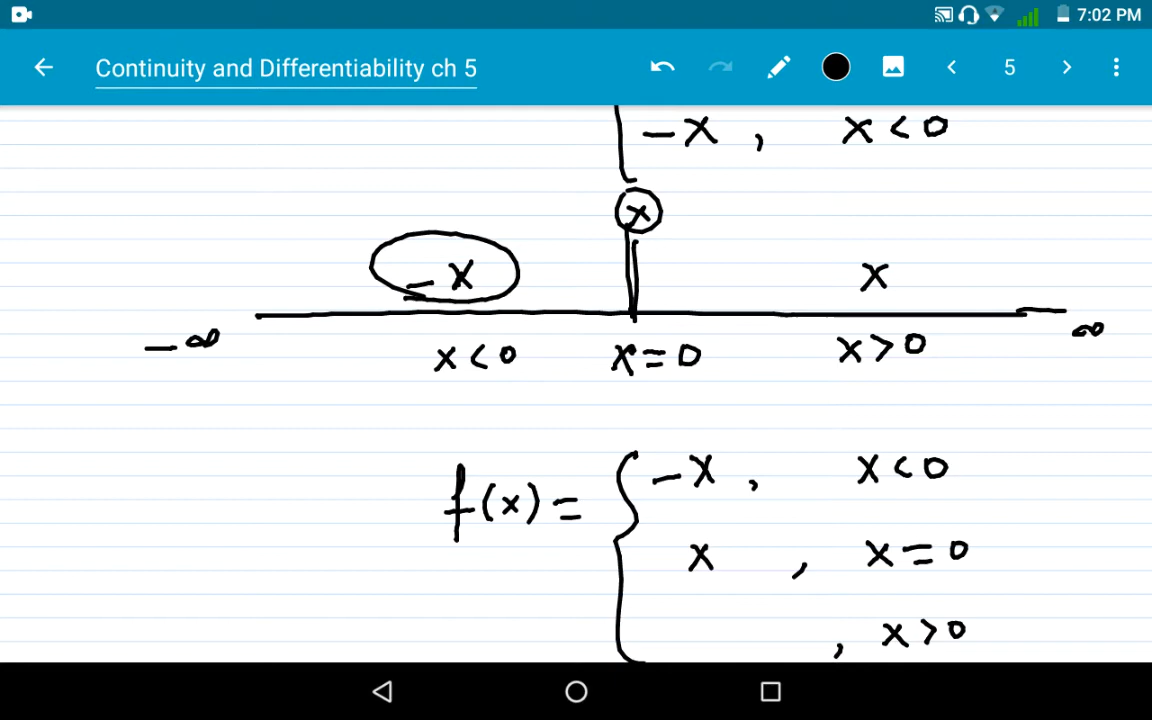 7:02 PM
Continuity and Differentiability ch 5
5
-x , x < 0
x
-x x
-∞ ∞
x < 0 x = 0 x > 0
f(x) = { -x , x < 0
x , x = 0
, x > 0